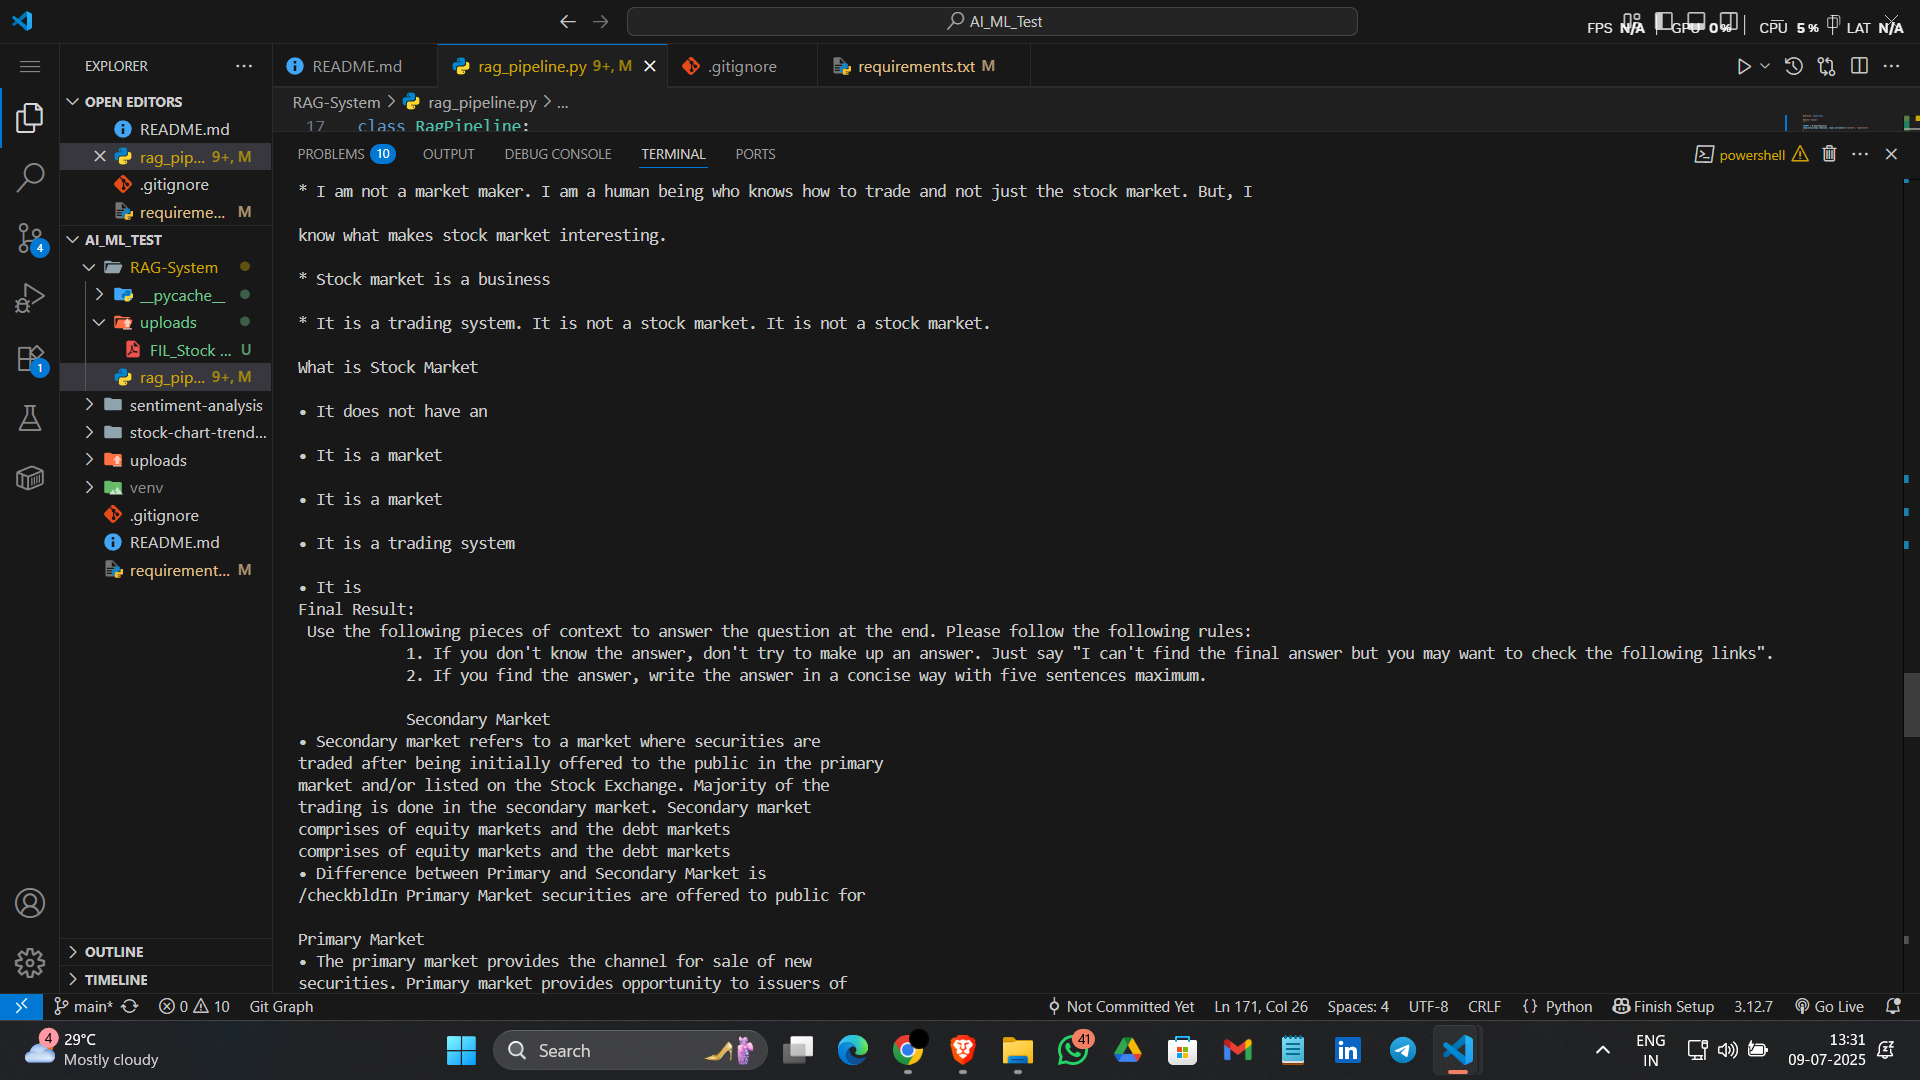 AI_ML_Test
FPS N/A GPU 0% CPU 5% LAT N/A
EXPLORER
README.md
rag_pipeline.py 9+, M
.gitignore
requirements.txt M
OPEN EDITORS
README.md
rag_pip... 9+, M
.gitignore
requireme... M
AI_ML_TEST
RAG-System
__pycache__
uploads
FIL_Stock ... U
rag_pip... 9+, M
sentiment-analysis
stock-chart-trend...
uploads
venv
.gitignore
README.md
requirement... M
OUTLINE
TIMELINE
4
1
RAG-System > rag_pipeline.py > ...
17 class RagPipeline:
PROBLEMS 10 OUTPUT DEBUG CONSOLE TERMINAL PORTS
powershell
* I am not a market maker. I am a human being who knows how to trade and not just the stock market. But, I
know what makes stock market interesting.
* Stock market is a business
* It is a trading system. It is not a stock market. It is not a stock market.
What is Stock Market
• It does not have an
• It is a market
• It is a market
• It is a trading system
• It is
Final Result:
Use the following pieces of context to answer the question at the end. Please follow the following rules:
1. If you don't know the answer, don't try to make up an answer. Just say "I can't find the final answer but you may want to check the following links".
2. If you find the answer, write the answer in a concise way with five sentences maximum.
Secondary Market
• Secondary market refers to a market where securities are
traded after being initially offered to the public in the primary
market and/or listed on the Stock Exchange. Majority of the
trading is done in the secondary market. Secondary market
comprises of equity markets and the debt markets
comprises of equity markets and the debt markets
• Difference between Primary and Secondary Market is
/checkbldIn Primary Market securities are offered to public for
Primary Market
• The primary market provides the channel for sale of new
securities. Primary market provides opportunity to issuers of
main* 0 10 Git Graph
Not Committed Yet Ln 171, Col 26 Spaces: 4 UTF-8 CRLF {} Python Finish Setup 3.12.7 Go Live
4
29°C
Mostly cloudy
Search
41
ENG
IN
13:31
09-07-2025